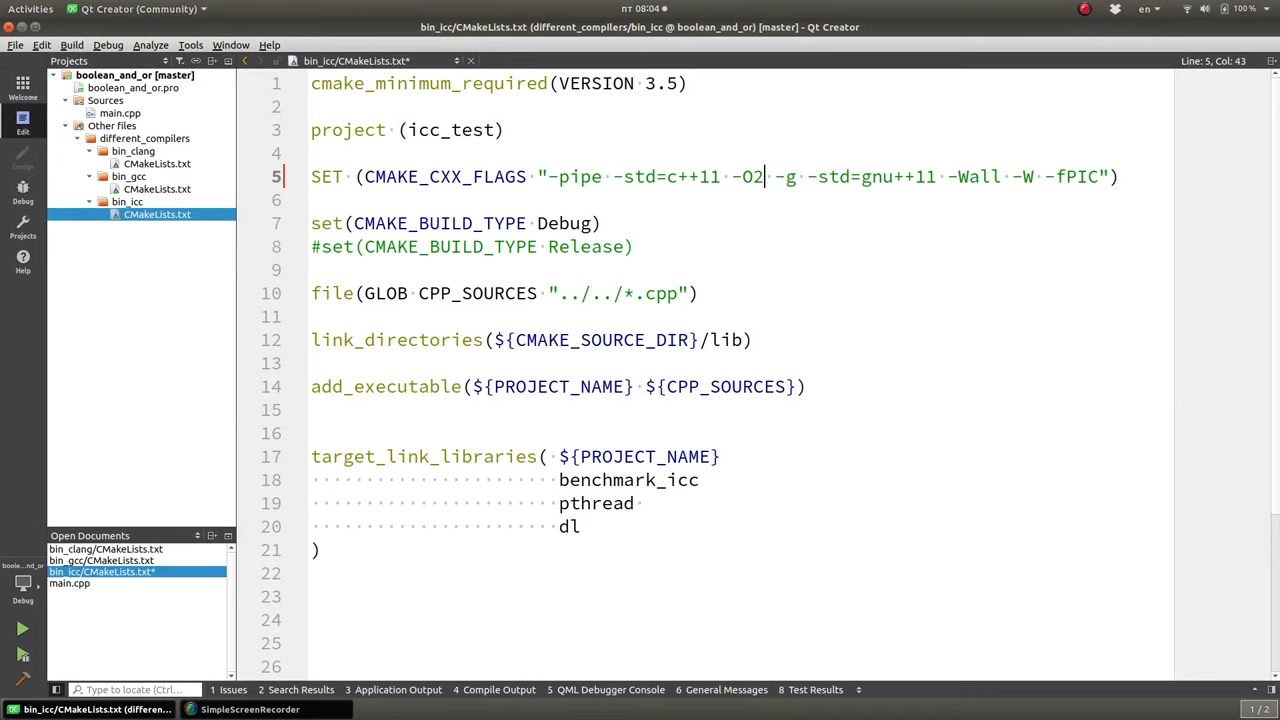 Activities Qt Creator (Community) пт 08:04 en 100 %
bin_icc/CMakeLists.txt (different_compilers/bin_icc @ boolean_and_or) [master] - Qt Creator
File Edit Build Debug Analyze Tools Window Help
Projects bin_icc/CMakeLists.txt* Line: 5, Col: 43
Welcome
Edit
Design
Debug
Projects
Help
boolean_and_or [master]
boolean_and_or.pro
Sources
main.cpp
Other files
different_compilers
bin_clang
CMakeLists.txt
bin_gcc
CMakeLists.txt
bin_icc
CMakeLists.txt
1 cmake_minimum_required(VERSION 3.5)
2
3 project (icc_test)
4
5 SET (CMAKE_CXX_FLAGS "-pipe -std=c++11 -O2 -g -std=gnu++11 -Wall -W -fPIC")
6
7 set(CMAKE_BUILD_TYPE Debug)
8 #set(CMAKE_BUILD_TYPE Release)
9
10 file(GLOB CPP_SOURCES "../../*.cpp")
11
12 link_directories(${CMAKE_SOURCE_DIR}/lib)
13
14 add_executable(${PROJECT_NAME} ${CPP_SOURCES})
15
16
17 target_link_libraries( ${PROJECT_NAME}
18 benchmark_icc
19 pthread
20 dl
21 )
22
23
24
25
26
Open Documents
bin_clang/CMakeLists.txt
bin_gcc/CMakeLists.txt
bin_icc/CMakeLists.txt*
main.cpp
boole...nd_or
Debug
Type to locate (Ctrl+... 1 Issues 2 Search Results 3 Application Output 4 Compile Output 5 QML Debugger Console 6 General Messages 8 Test Results
bin_icc/CMakeLists.txt (differen... SimpleScreenRecorder 1 / 2